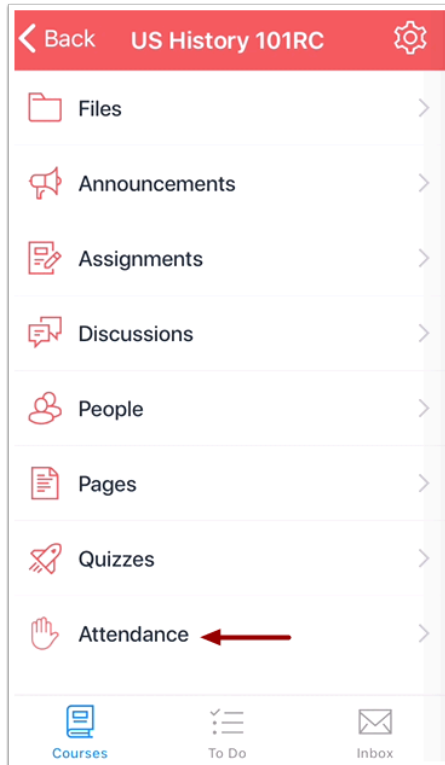 Back US History 101RC
Files
Announcements
Assignments
Discussions
People
Pages
Quizzes
Attendance
Courses To Do Inbox